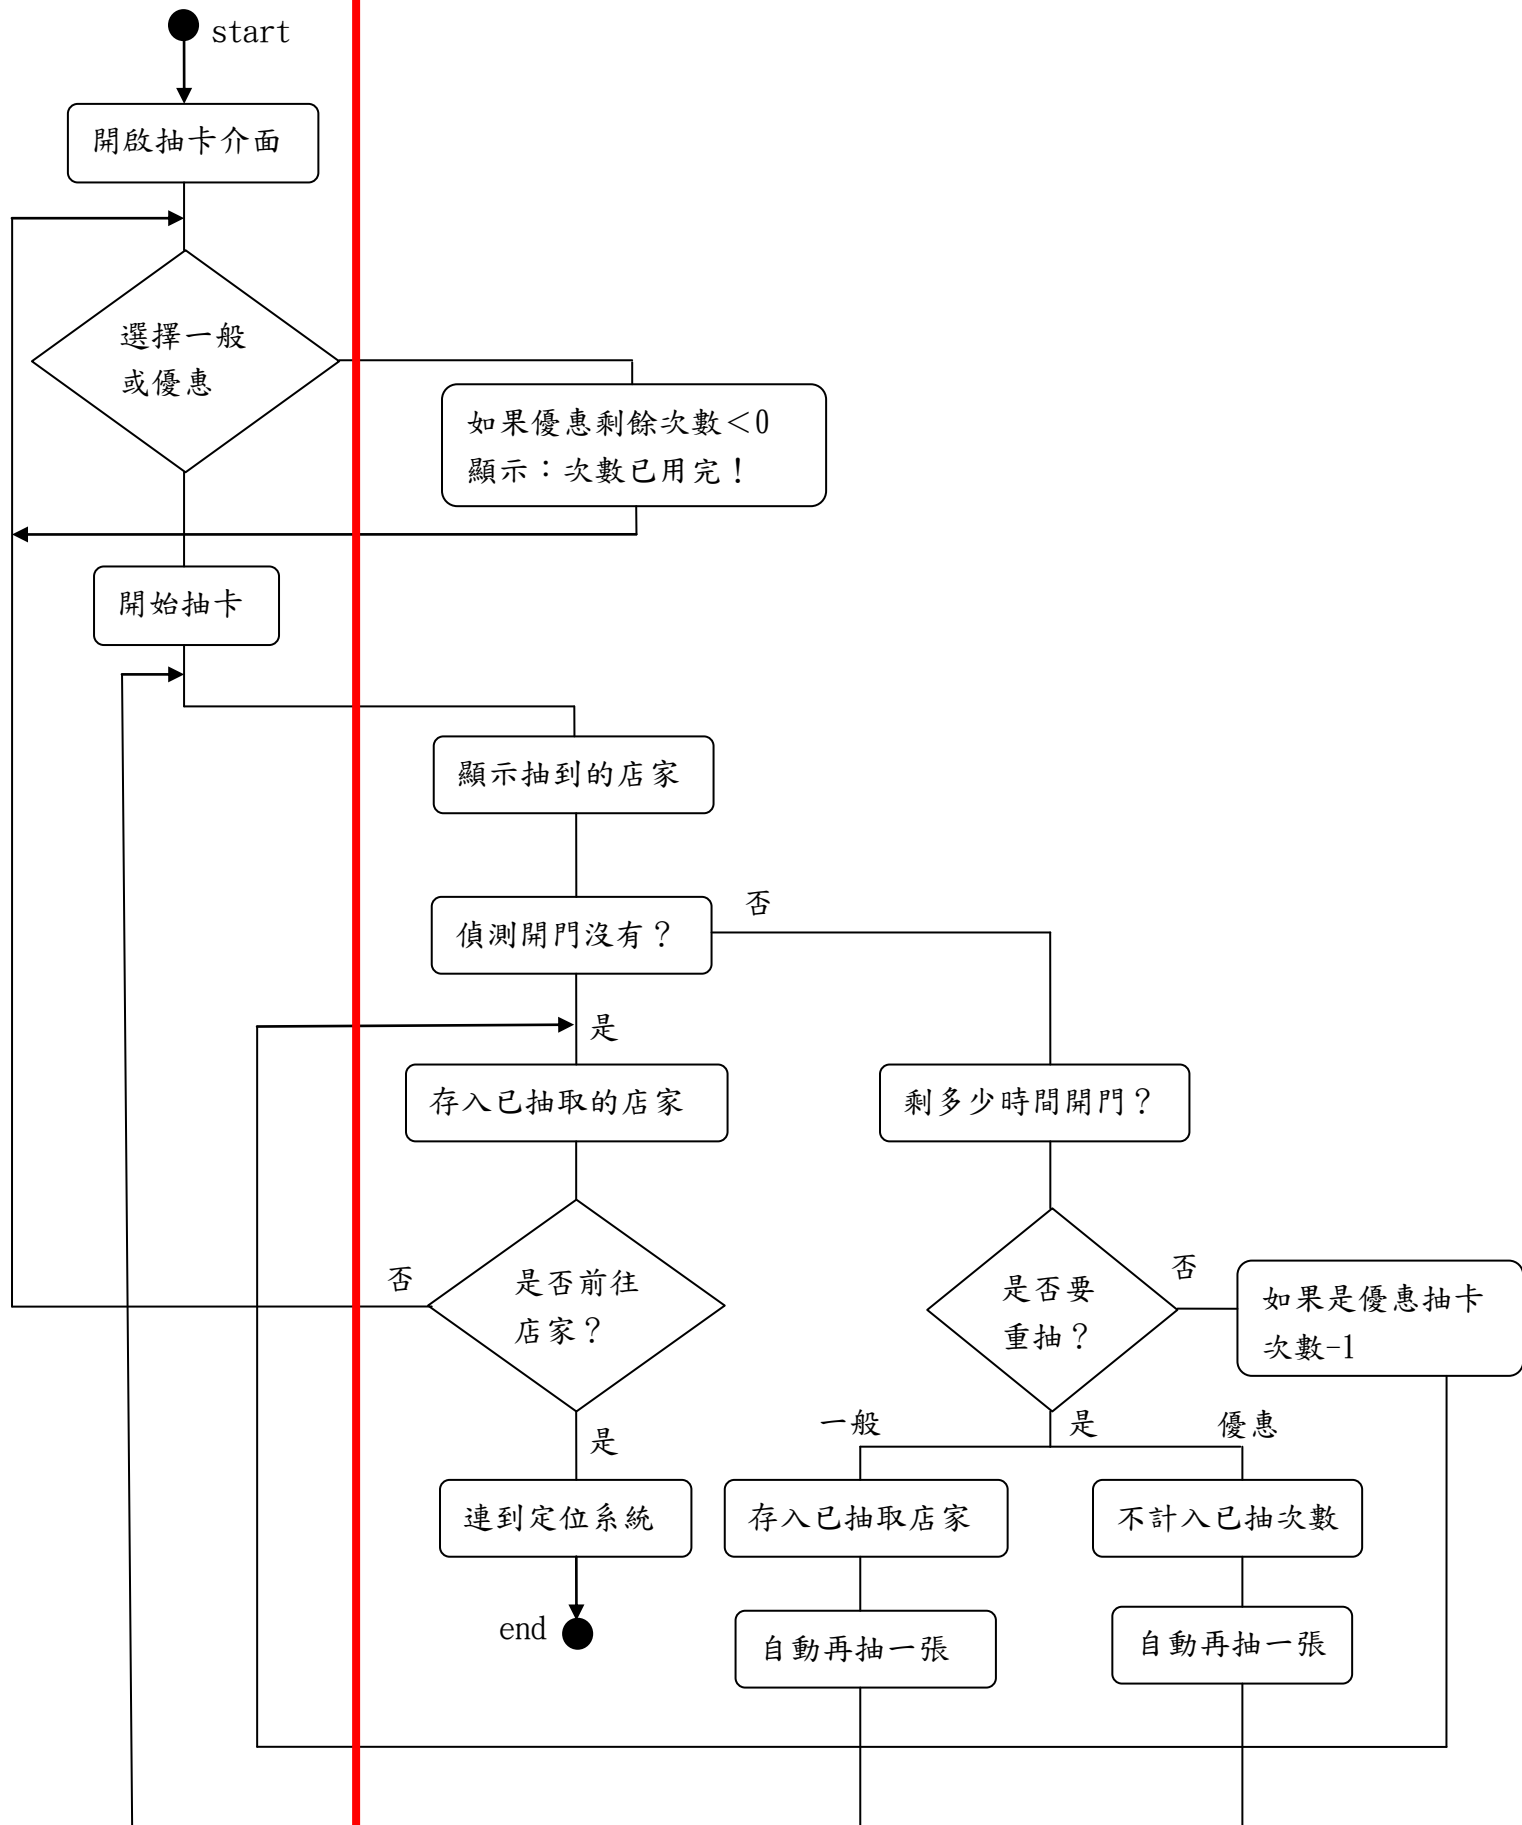 start
開啟抽卡介面
選擇一般
或優惠
如果優惠剩餘次數<0
顯示：次數已用完！
開始抽卡
顯示抽到的店家
偵測開門沒有？
否
是
存入已抽取的店家
剩多少時間開門？
否
是否前往
店家？
是否要
重抽？
否
如果是優惠抽卡
次數-1
是
一般
是
優惠
連到定位系統
存入已抽取店家
不計入已抽次數
end
自動再抽一張
自動再抽一張